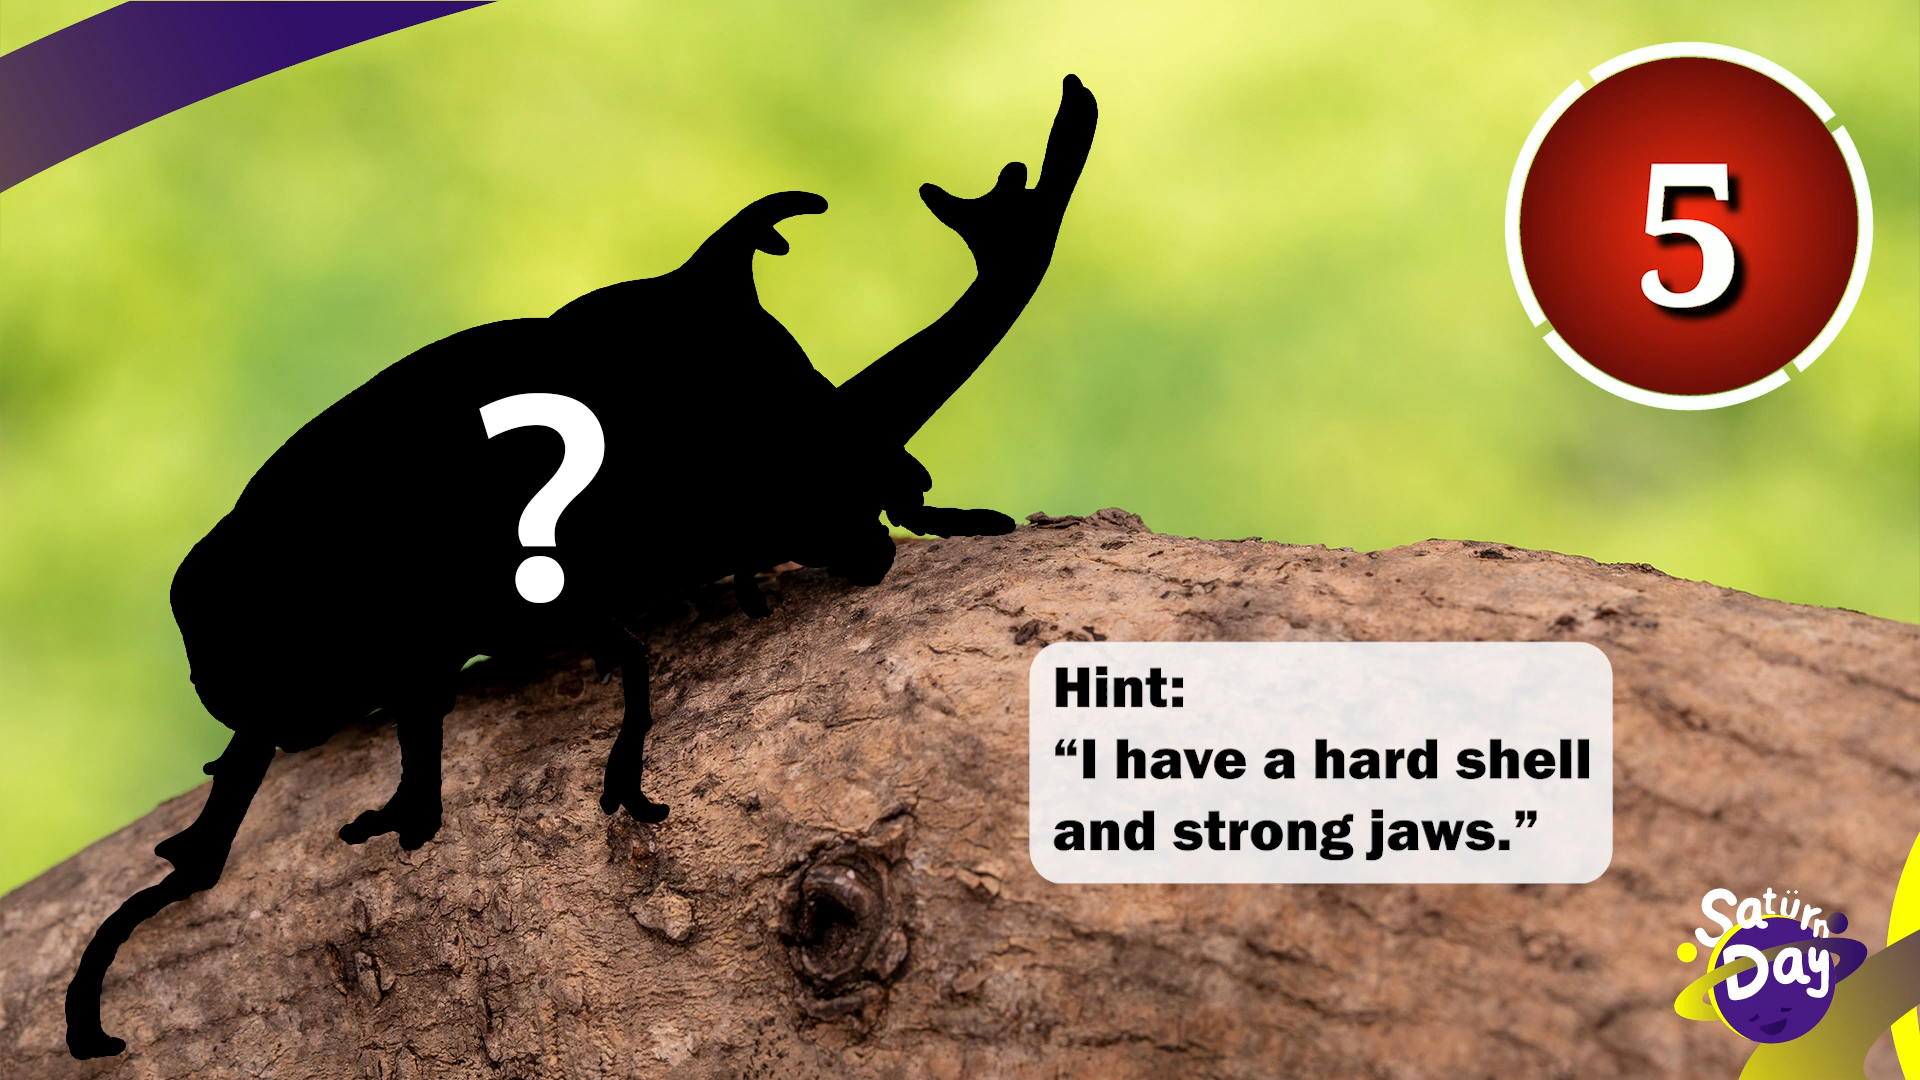 5
?
Hint:
“I have a hard shell
and strong jaws.”
Satürn
Day